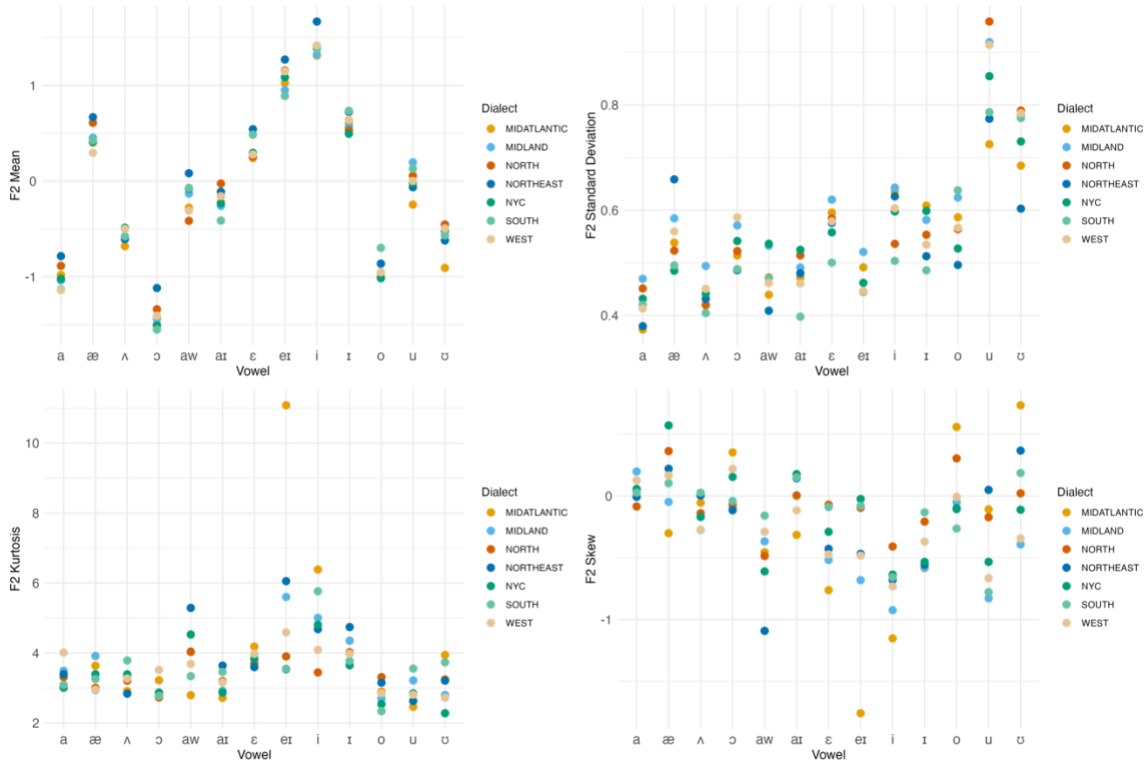 F2 Mean
1
0
-1
a æ ʌ ɔ aw aɪ ɛ eɪ i ɪ o u ʊ
Vowel
Dialect
MIDATLANTIC
MIDLAND
NORTH
NORTHEAST
NYC
SOUTH
WEST
F2 Standard Deviation
0.8
0.6
0.4
a æ ʌ ɔ aw aɪ ɛ eɪ i ɪ o u ʊ
Vowel
Dialect
MIDATLANTIC
MIDLAND
NORTH
NORTHEAST
NYC
SOUTH
WEST
F2 Kurtosis
10
8
6
4
2
a æ ʌ ɔ aw aɪ ɛ eɪ i ɪ o u ʊ
Vowel
Dialect
MIDATLANTIC
MIDLAND
NORTH
NORTHEAST
NYC
SOUTH
WEST
F2 Skew
0
-1
a æ ʌ ɔ aw aɪ ɛ eɪ i ɪ o u ʊ
Vowel
Dialect
MIDATLANTIC
MIDLAND
NORTH
NORTHEAST
NYC
SOUTH
WEST